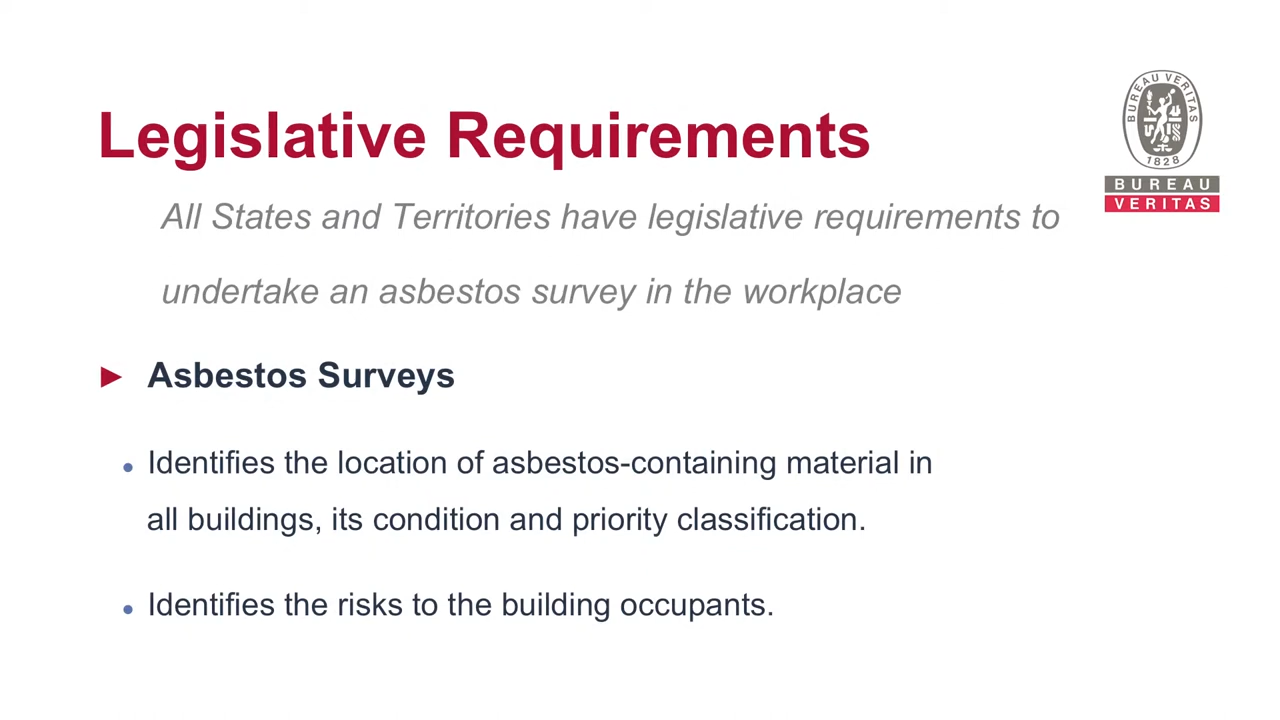 Legislative Requirements
All States and Territories have legislative requirements to
undertake an asbestos survey in the workplace
► Asbestos Surveys
• Identifies the location of asbestos-containing material in
all buildings, its condition and priority classification.
• Identifies the risks to the building occupants.
BUREAU VERITAS
1828
BUREAU
VERITAS